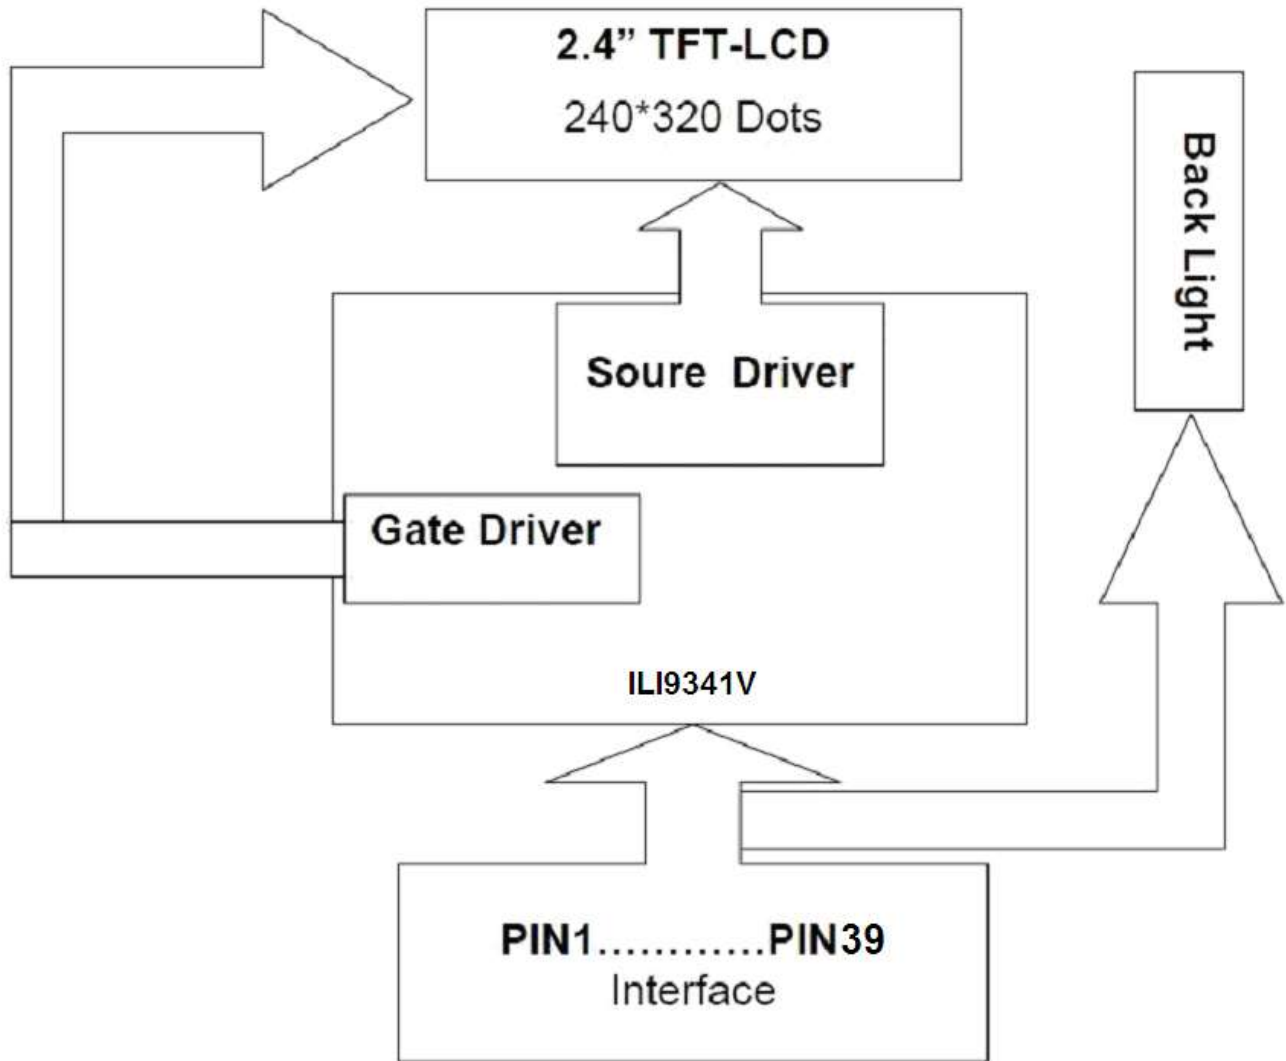 2.4” TFT-LCD
240*320 Dots
Back Light
Soure Driver
Gate Driver
ILI9341V
PIN1............PIN39
Interface